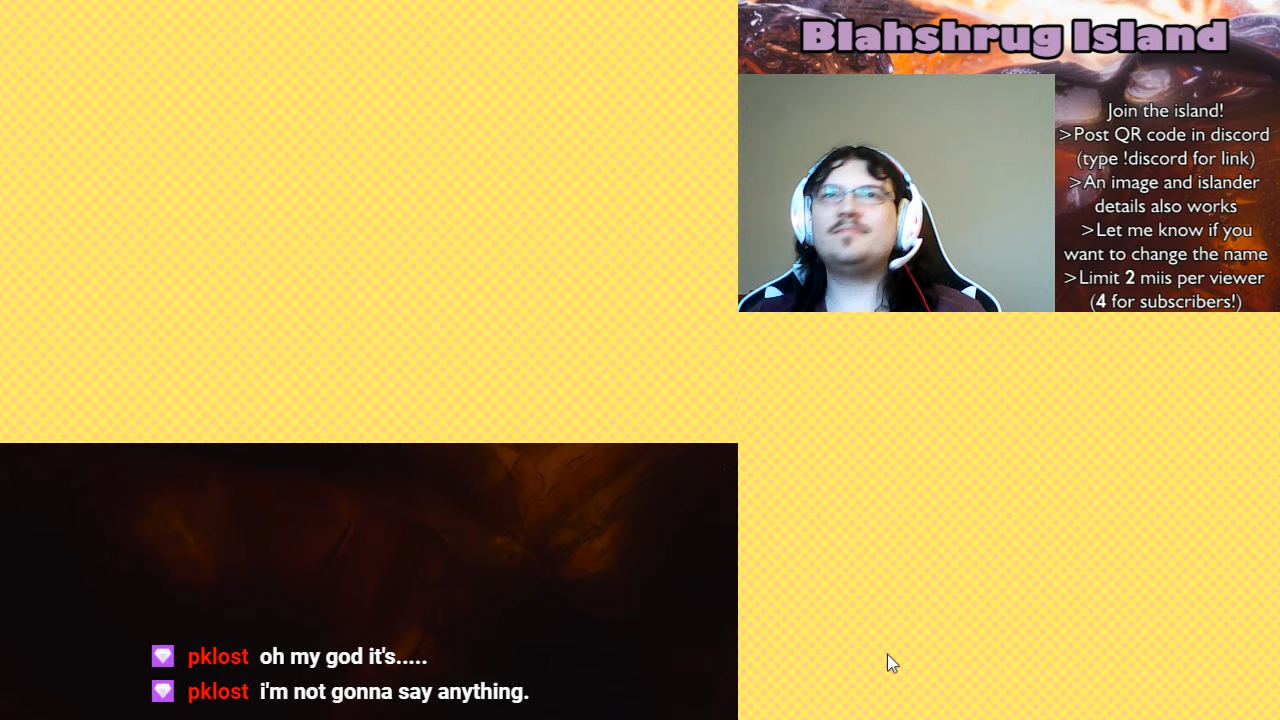 Blahshrug Island
Join the island!
>Post QR code in discord
(type !discord for link)
>An image and islander
details also works
>Let me know if you
want to change the name
>Limit 2 miis per viewer
(4 for subscribers!)
pklost oh my god it's.....
pklost i'm not gonna say anything.